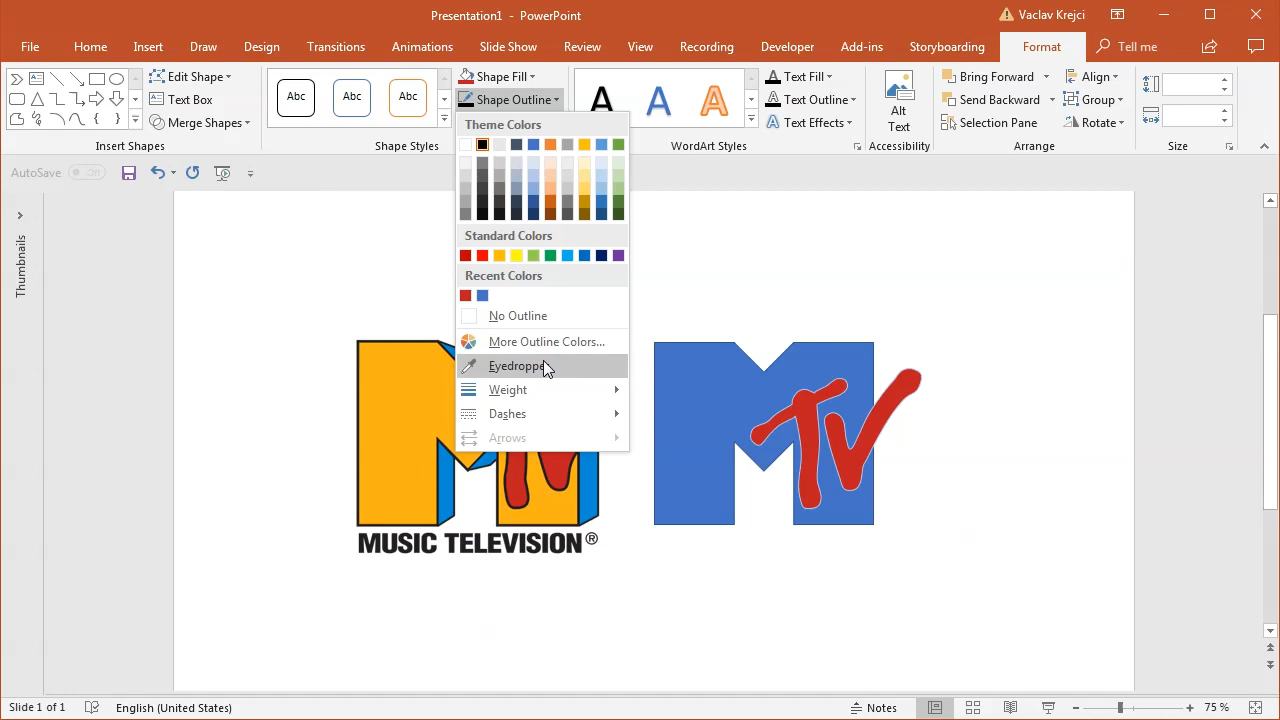 Presentation1 - PowerPoint
Vaclav Krejci
File Home Insert Draw Design Transitions Animations Slide Show Review View Recording Developer Add-ins Storyboarding Format Tell me
Edit Shape
Text Box
Merge Shapes
Insert Shapes
Abc Abc Abc
Shape Fill
Shape Outline
Shape Styles
A A A
Text Fill
Text Outline
Text Effects
WordArt Styles
Alt
Text
Accessibility
Bring Forward
Send Backward
Selection Pane
Align
Group
Rotate
Arrange
Size
AutoSave Off
Thumbnails
Theme Colors
Standard Colors
Recent Colors
No Outline
More Outline Colors...
Eyedropper
Weight
Dashes
Arrows
MUSIC TELEVISION®
MTV
Slide 1 of 1
English (United States)
Notes
75 %